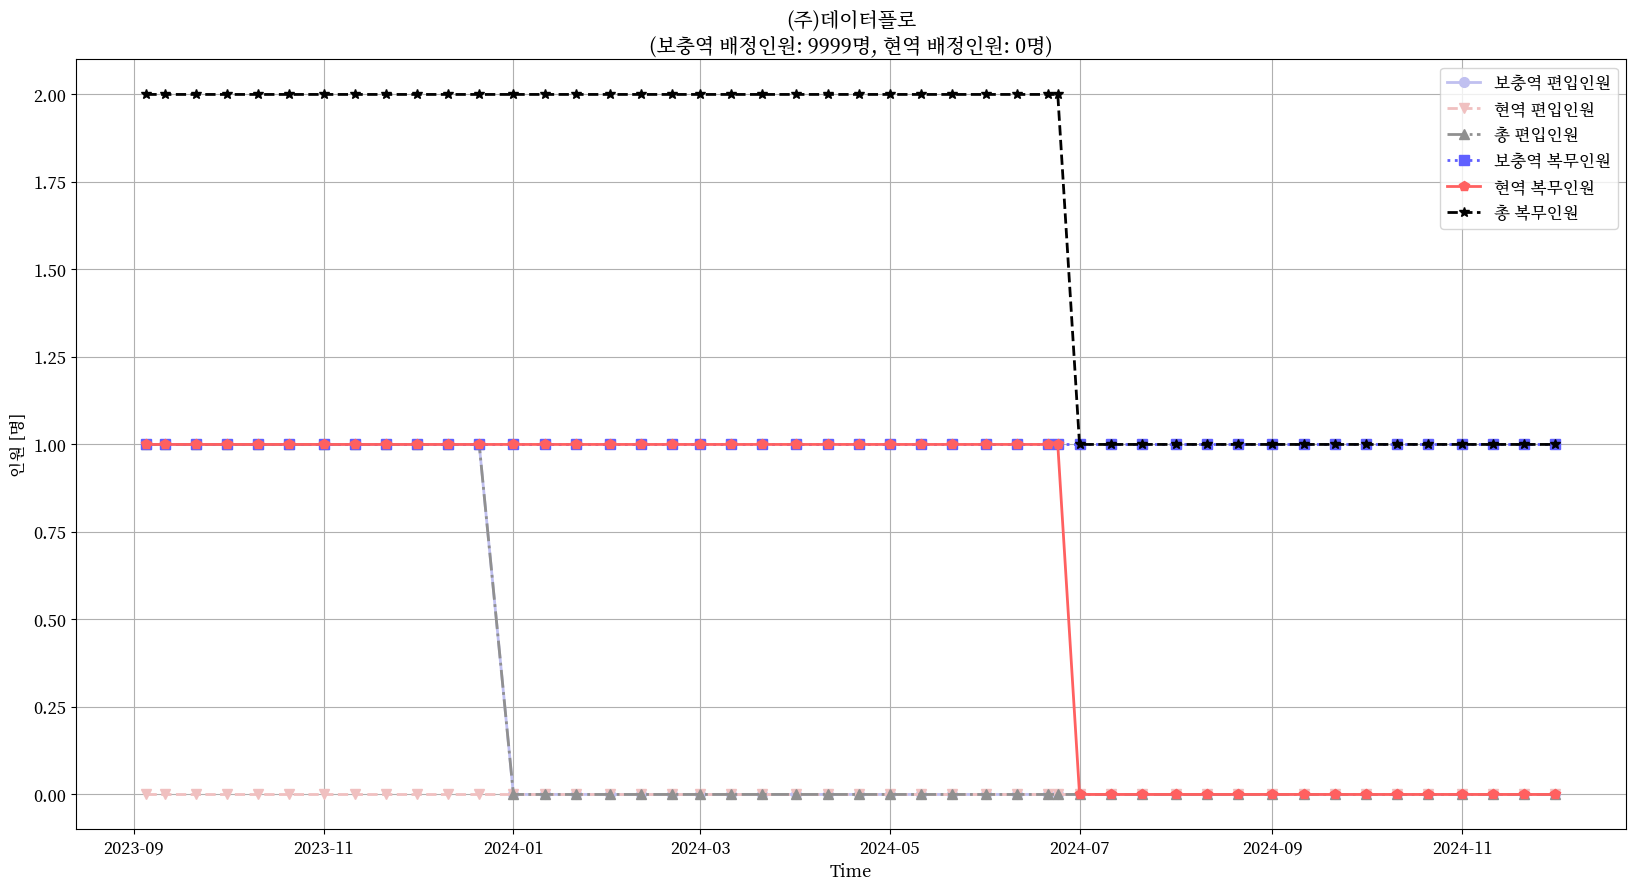 (주)데이터플로
(보충역 배정인원: 9999명, 현역 배정인원: 0명)
보충역 편입인원
현역 편입인원
총 편입인원
보충역 복무인원
현역 복무인원
총 복무인원
인원 [명]
2.00
1.75
1.50
1.25
1.00
0.75
0.50
0.25
0.00
2023-09
2023-11
2024-01
2024-03
2024-05
2024-07
2024-09
2024-11
Time